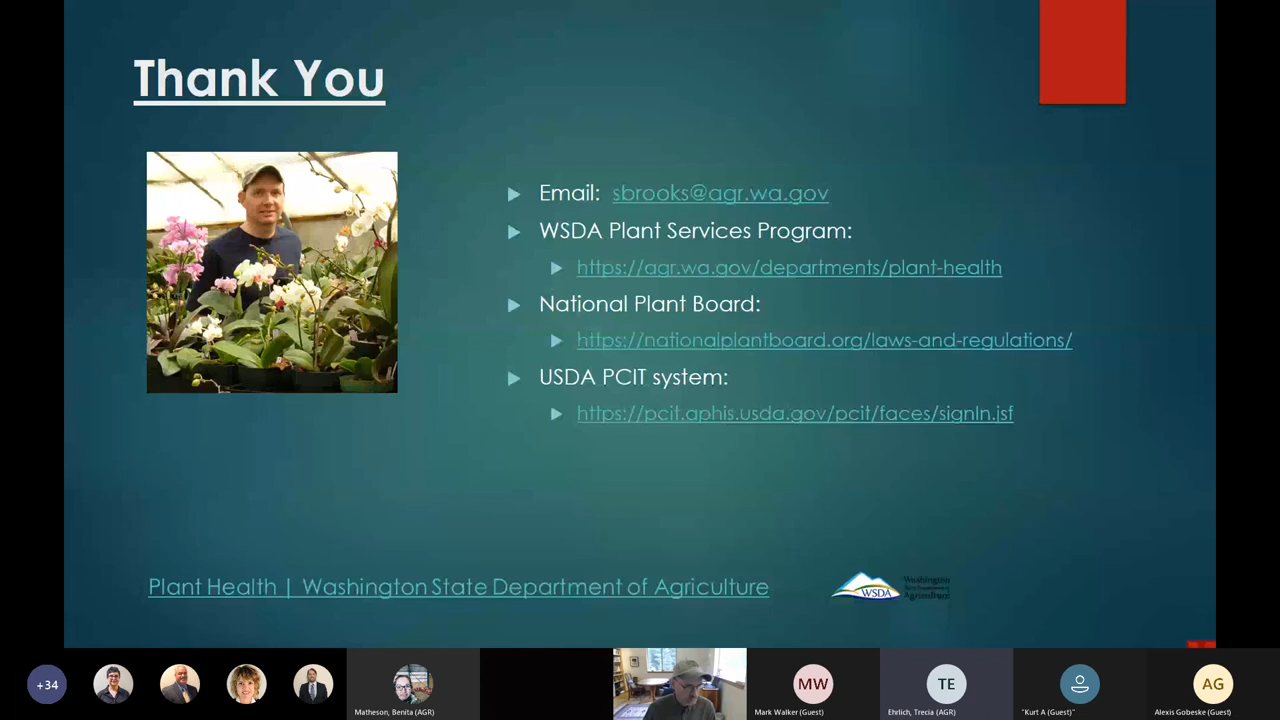 Thank You
Email: sbrooks@agr.wa.gov
WSDA Plant Services Program:
https://agr.wa.gov/departments/plant-health
National Plant Board:
https://nationalplantboard.org/laws-and-regulations/
USDA PCIT system:
https://pcit.aphis.usda.gov/pcit/faces/signIn.jsf
Plant Health | Washington State Department of Agriculture
WSDA
Washington
Agriculture
+34
MW
TE
AG
Matheson, Benita (AGR)
Mark Walker (Guest)
Ehrlich, Trecia (AGR)
"Kurt A (Guest)"
Alexis Gobeske (Guest)